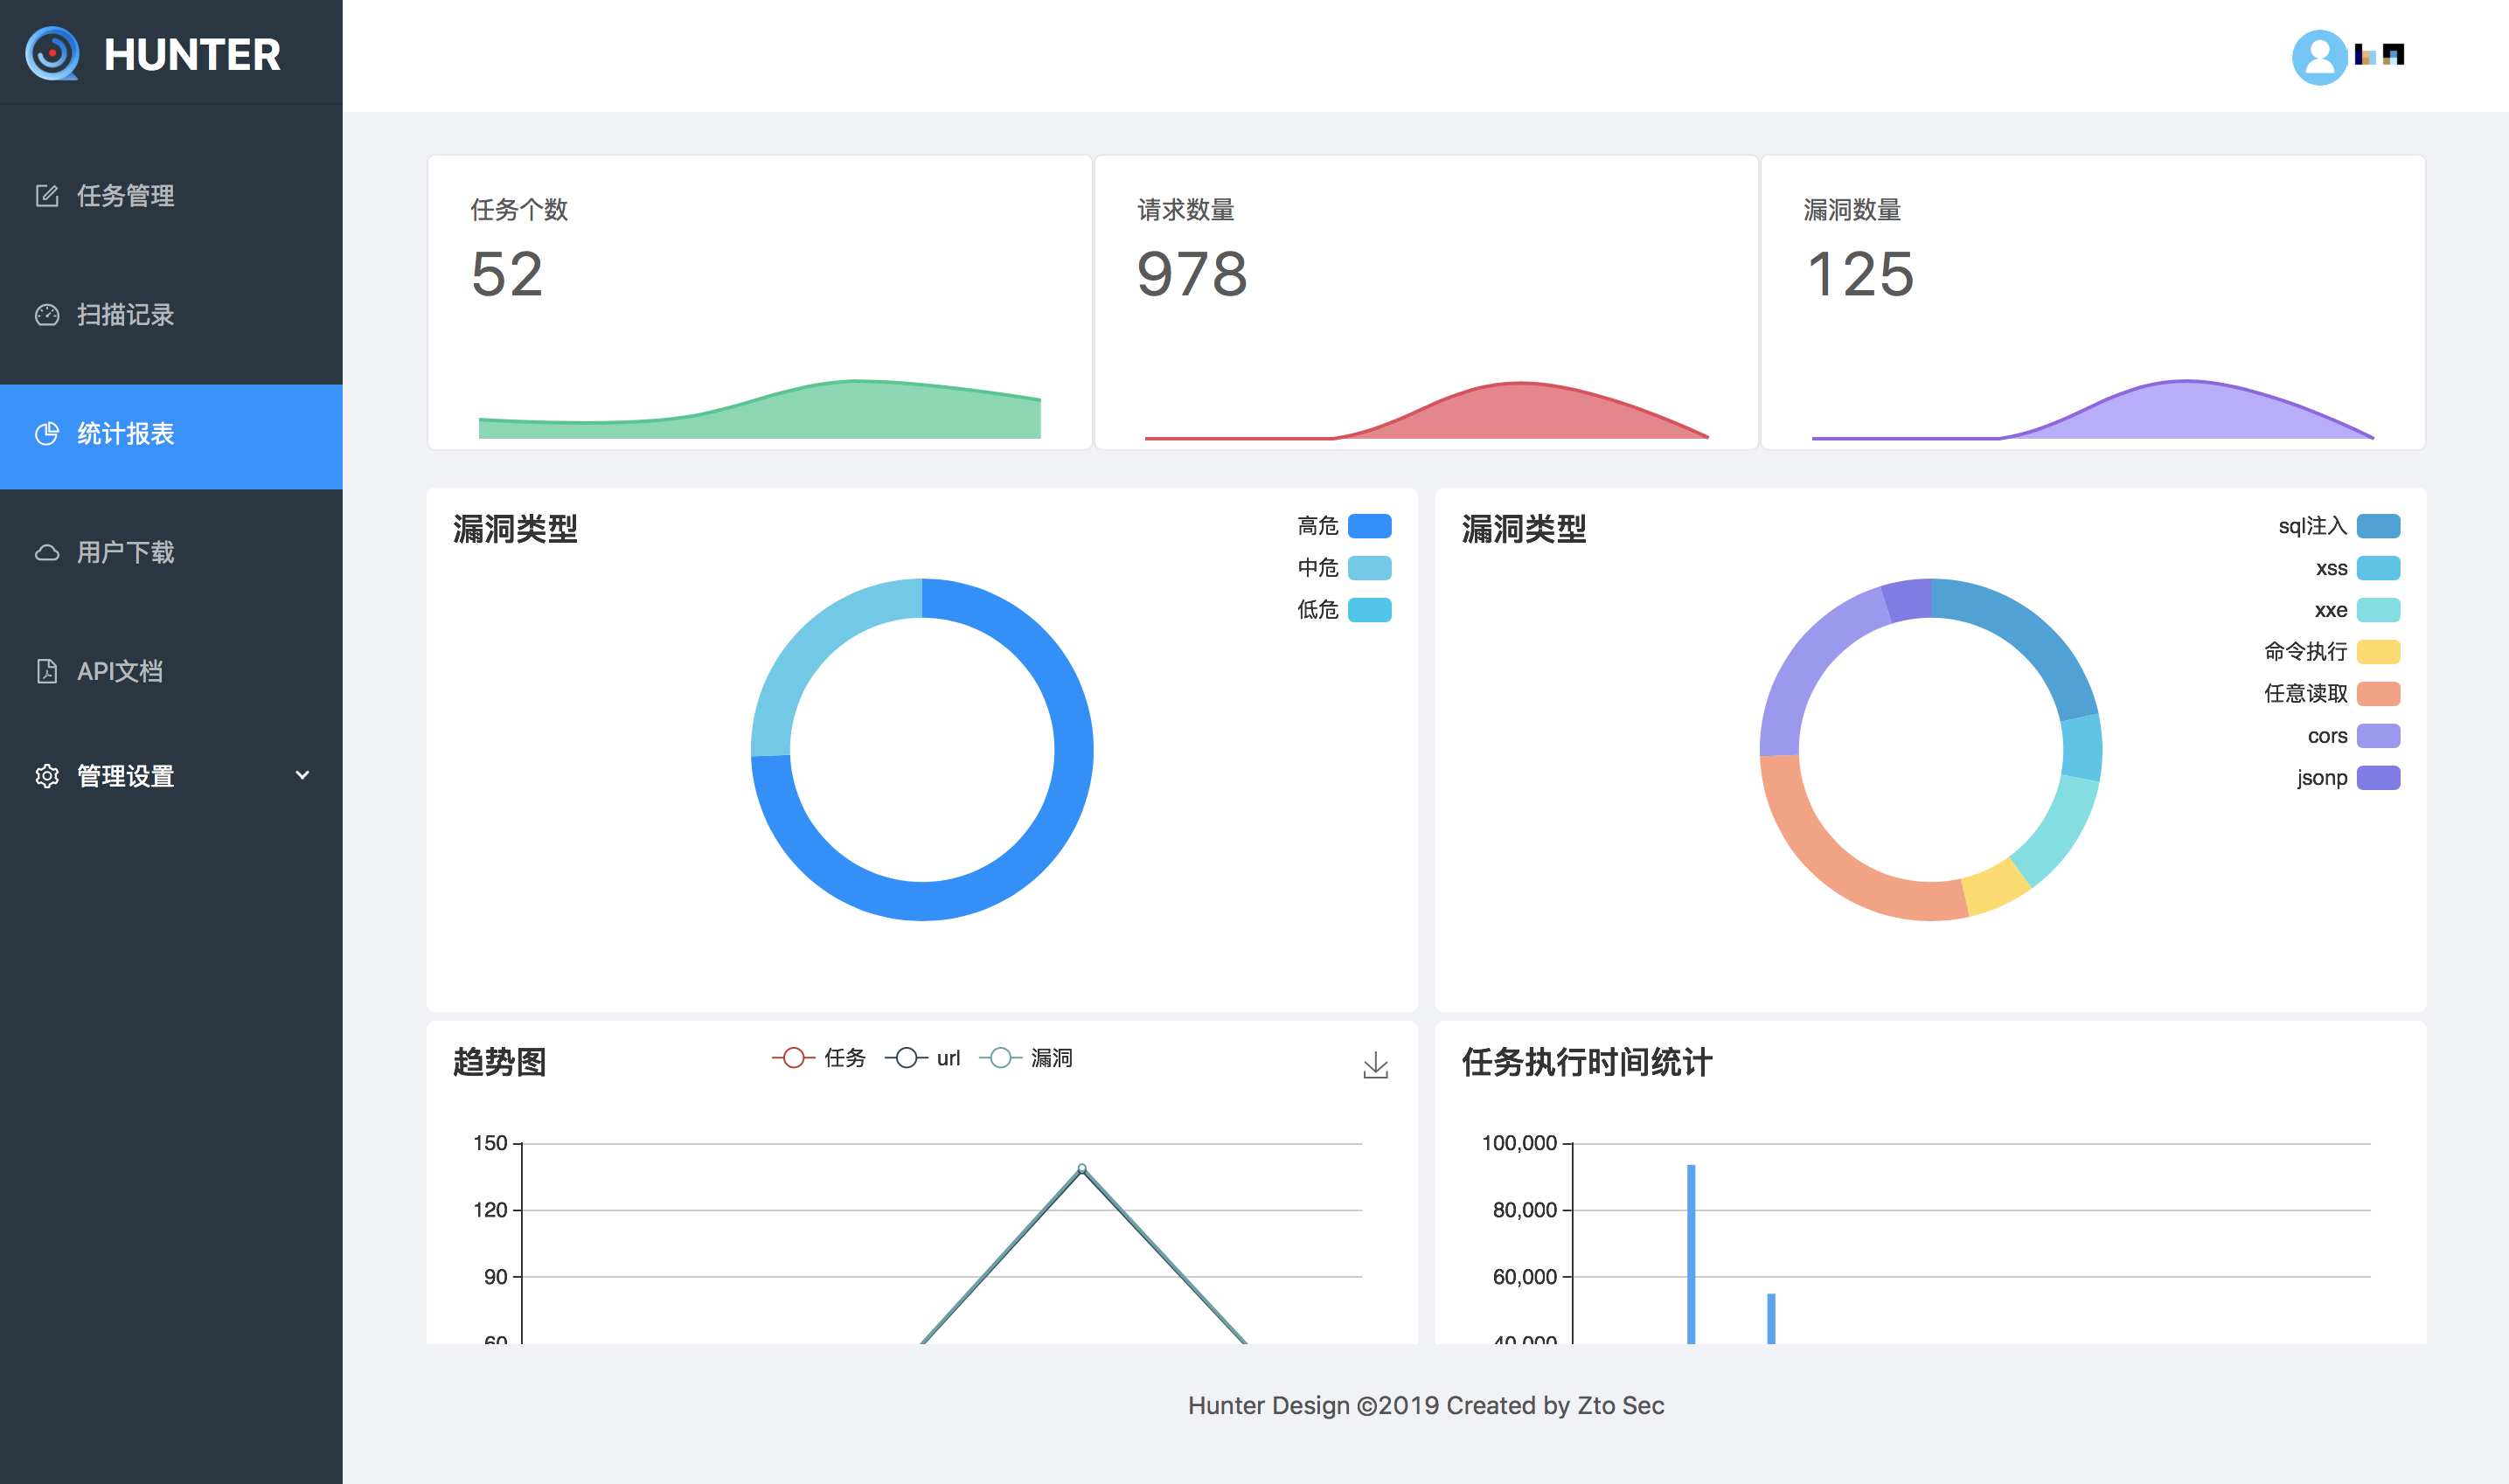 HUNTER
任务管理
扫描记录
统计报表
用户下载
API文档
管理设置
任务个数
52
请求数量
978
漏洞数量
125
漏洞类型
高危
中危
低危
漏洞类型
sql注入
xss
xxe
命令执行
任意读取
cors
jsonp
趋势图
任务 url 漏洞
150
120
90
60
任务执行时间统计
100,000
80,000
60,000
40,000
Hunter Design ©2019 Created by Zto Sec